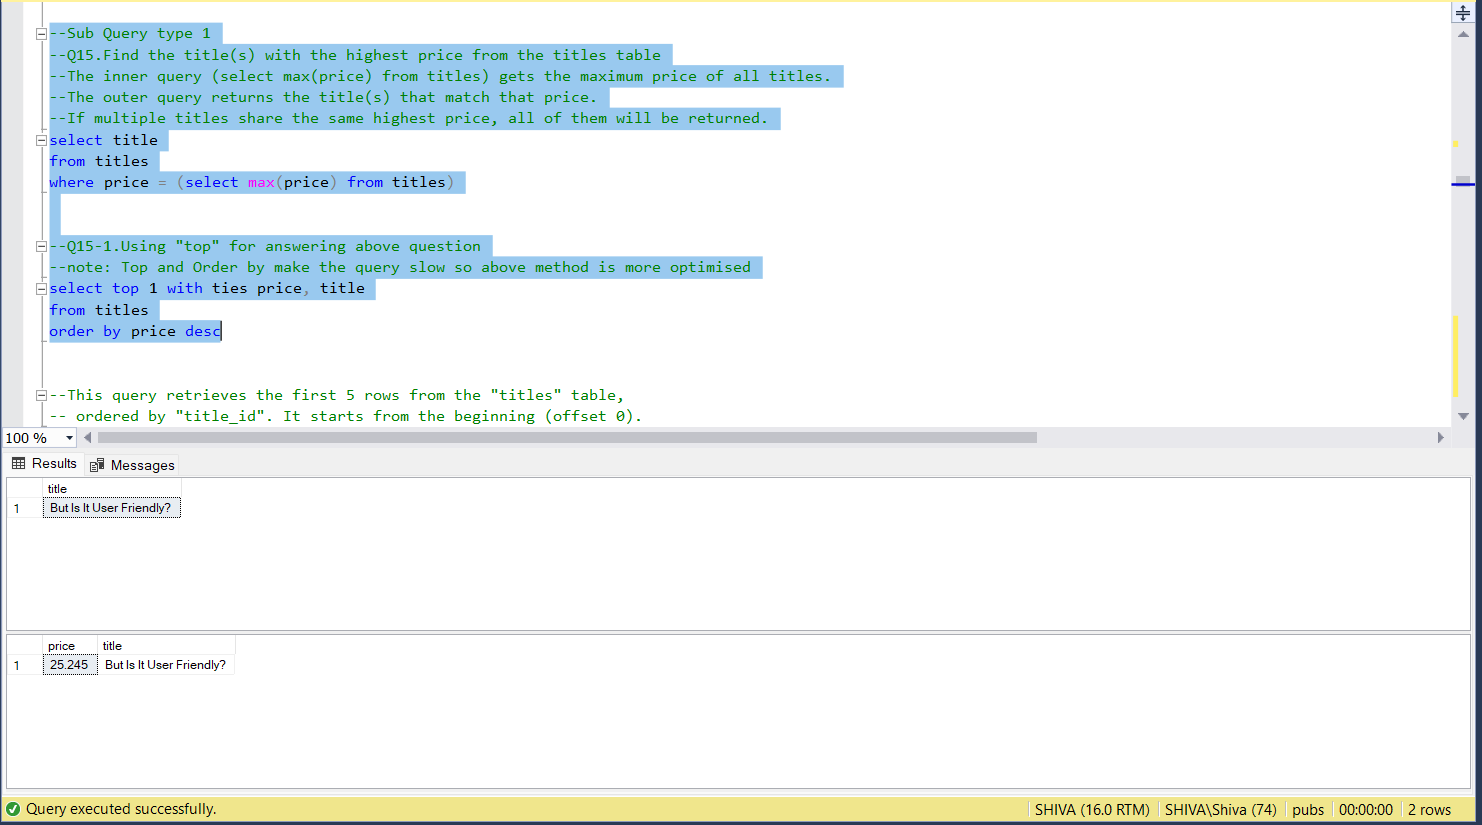 --Sub Query type 1
--Q15.Find the title(s) with the highest price from the titles table
--The inner query (select max(price) from titles) gets the maximum price of all titles.
--The outer query returns the title(s) that match that price.
--If multiple titles share the same highest price, all of them will be returned.
select title
from titles
where price = (select max(price) from titles)
--Q15-1.Using "top" for answering above question
--note: Top and Order by make the query slow so above method is more optimised
select top 1 with ties price, title
from titles
order by price desc
--This query retrieves the first 5 rows from the "titles" table,
-- ordered by "title_id". It starts from the beginning (offset 0).
100 %
Results Messages
title
1 But Is It User Friendly?
price title
1 25.245 But Is It User Friendly?
Query executed successfully. SHIVA (16.0 RTM) SHIVA\Shiva (74) pubs 00:00:00 2 rows